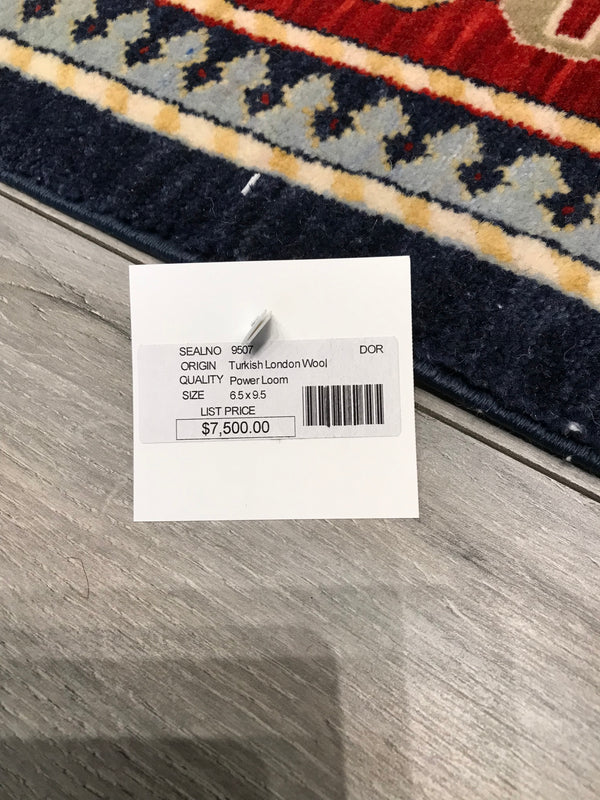 SEALNO 9507 DOR
ORIGIN Turkish London Wool
QUALITY Power Loom
SIZE 6.5 x 9.5
LIST PRICE
$7,500.00